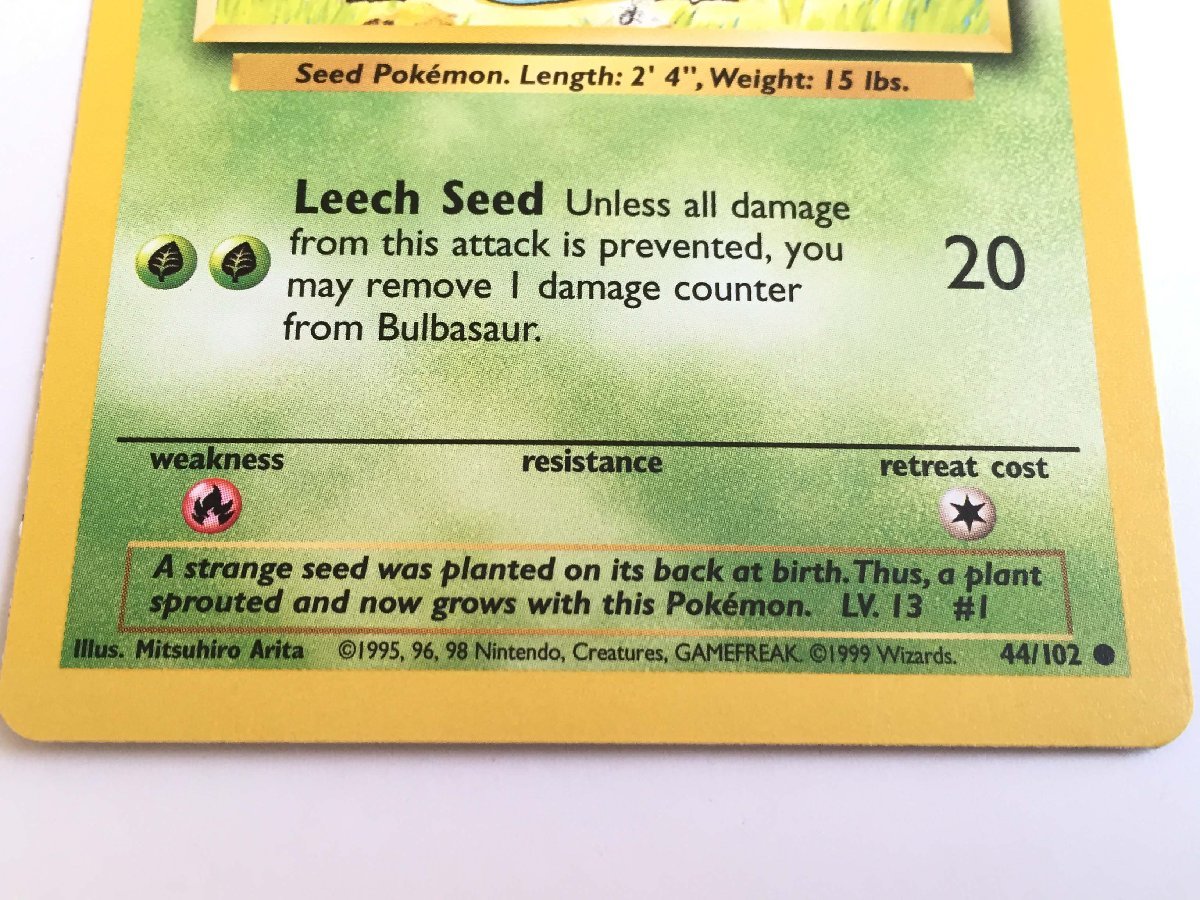 Seed Pokémon. Length: 2' 4", Weight: 15 lbs.
Leech Seed Unless all damage
from this attack is prevented, you
may remove 1 damage counter
from Bulbasaur.
20
weakness resistance retreat cost
A strange seed was planted on its back at birth. Thus, a plant
sprouted and now grows with this Pokémon. LV. 13 #1
Illus. Mitsuhiro Arita ©1995, 96, 98 Nintendo, Creatures, GAMEFREAK. ©1999 Wizards. 44/102